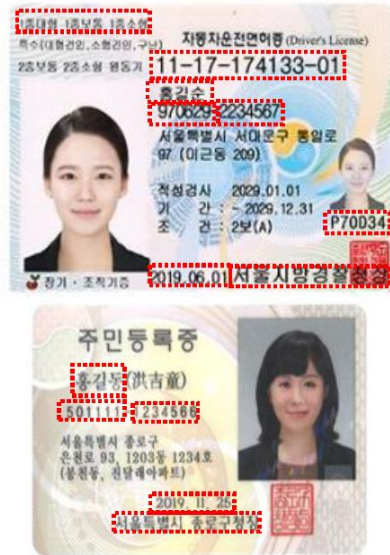 1종대형 1종보통 1종소형
특수(대형견인,소형견인,구난)
2종보통 2종소형 원동기
자동차운전면허증 (Driver's License)
11-17-174133-01
홍길순
970629-2234567
서울특별시 서대문구 통일로
97 (미근동 209)
적성검사 2029.01.01
기 간 : ~ 2029.12.31
조 건 : 2보(A)
P70D34
장기·조직기증
2019.06.01 서울지방경찰청장
주민등록증
홍길동(洪吉童)
501111-1234566
서울특별시 종로구
은천로 93, 1203동 1234호
(봉천동, 진달래아파트)
2019. 11. 25
서울특별시 종로구청장